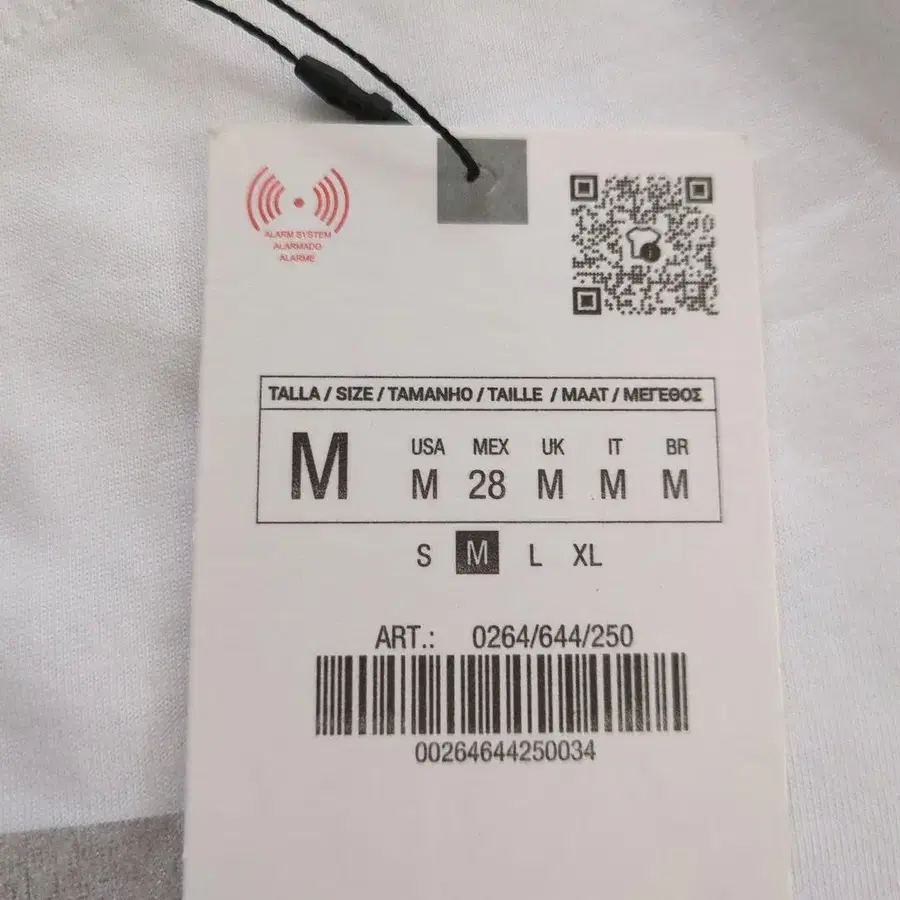 ALARM SYSTEM
ALARMADO
ALARME
TALLA / SIZE / TAMANHO / TAILLE / MAAT / ΜΕΓΕΘΟΣ
M
USA MEX UK IT BR
M 28 M M M
S M L XL
ART.: 0264/644/250
00264644250034